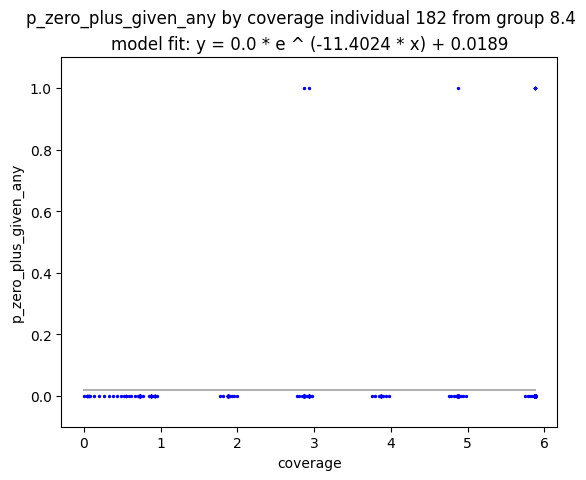 p_zero_plus_given_any by coverage individual 182 from group 8.4
model fit: y = 0.0 * e ^ (-11.4024 * x) + 0.0189
1.0
0.8
0.6
0.4
0.2
0.0
p_zero_plus_given_any
0 1 2 3 4 5 6
coverage